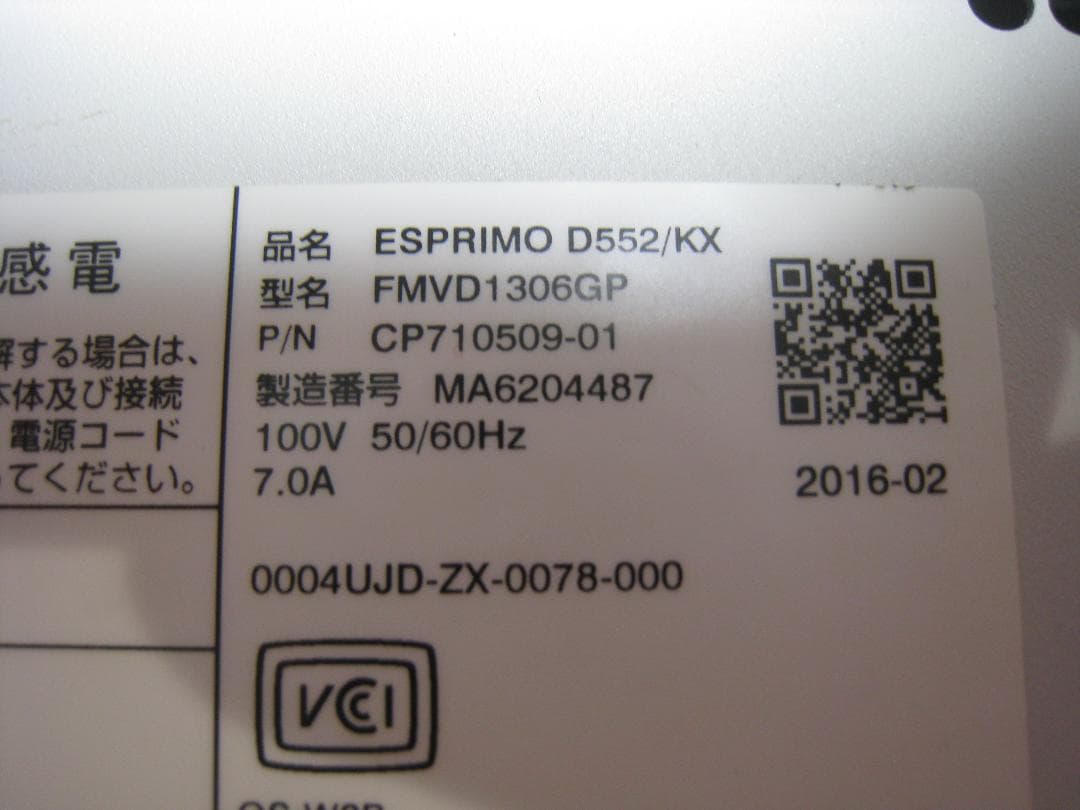 感電
解する場合は、
本体及び接続
電源コード
ってください。
品名 ESPRIMO D552/KX
型名 FMVD1306GP
P/N CP710509-01
製造番号 MA6204487
100V 50/60Hz
7.0A
2016-02
0004UJD-ZX-0078-000
VCCI